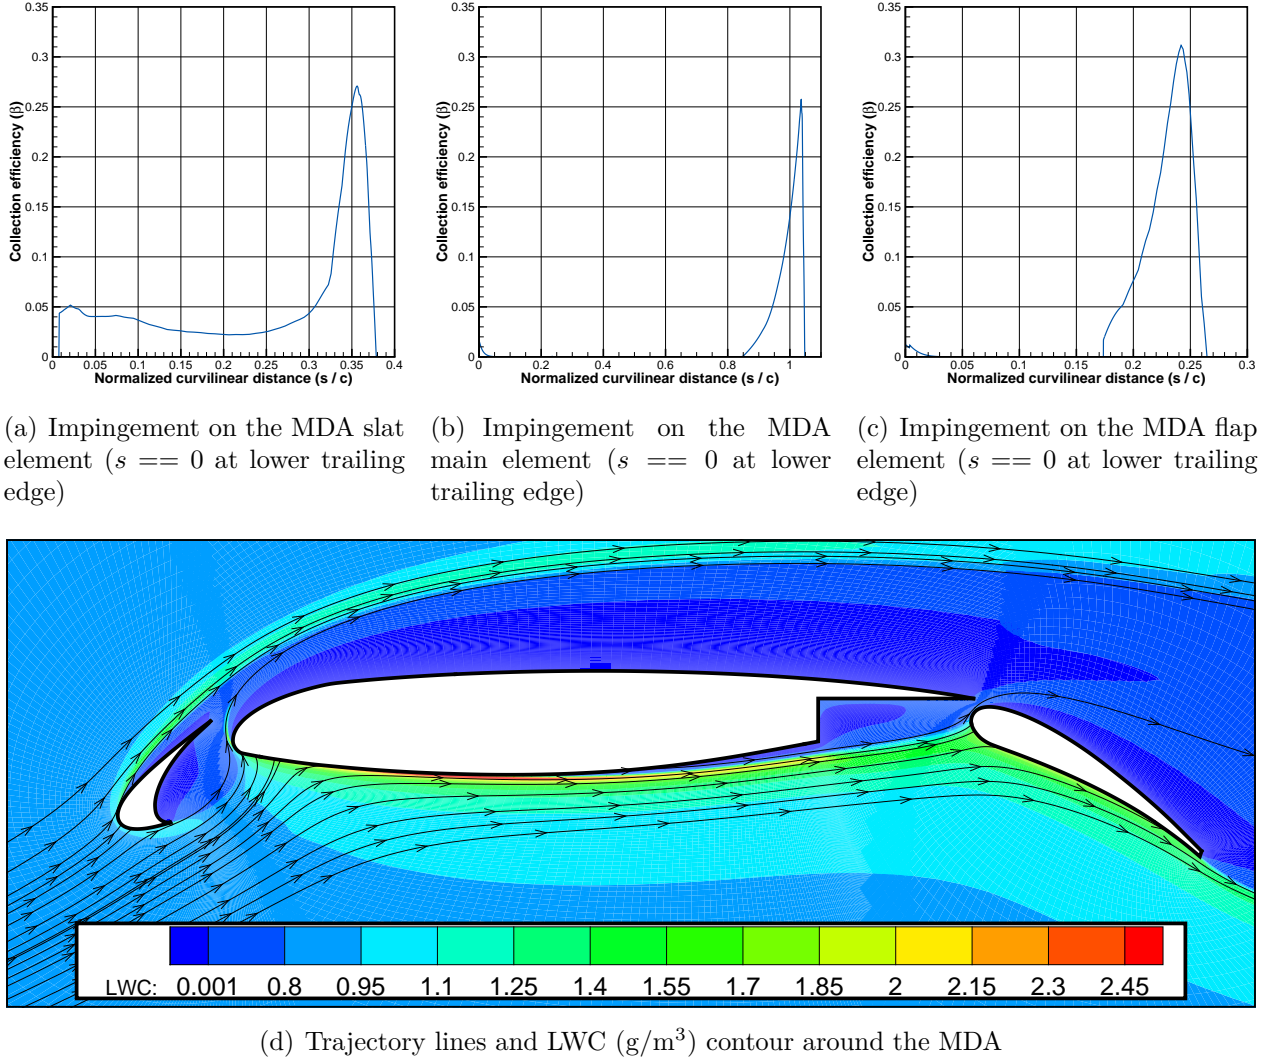 0.35
0.3
0.25
0.2
0.15
0.1
0.05
0
Collection efficiency (β)
0 0.05 0.1 0.15 0.2 0.25 0.3 0.35 0.4
Normalized curvilinear distance (s / c)
0.35
0.3
0.25
0.2
0.15
0.1
0.05
0
Collection efficiency (β)
0 0.2 0.4 0.6 0.8 1
Normalized curvilinear distance (s / c)
0.35
0.3
0.25
0.2
0.15
0.1
0.05
0
Collection efficiency (β)
0 0.05 0.1 0.15 0.2 0.25 0.3
Normalized curvilinear distance (s / c)
(a) Impingement on the MDA slat
element (s == 0 at lower trailing
edge)
(b) Impingement on the MDA
main element (s == 0 at lower
trailing edge)
(c) Impingement on the MDA flap
element (s == 0 at lower trailing
edge)
LWC: 0.001 0.8 0.95 1.1 1.25 1.4 1.55 1.7 1.85 2 2.15 2.3 2.45
(d) Trajectory lines and LWC (g/m³) contour around the MDA